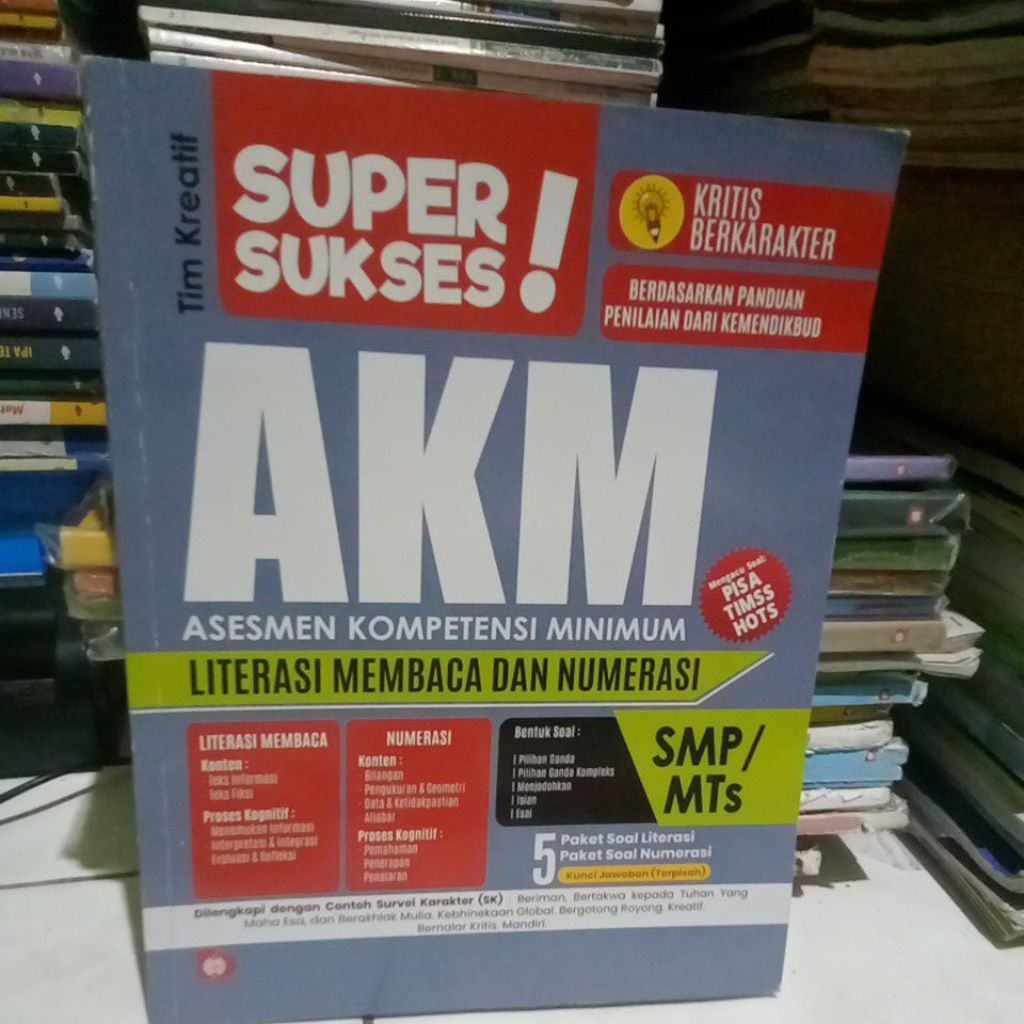 Tim Kreatif
SUPER
SUKSES!
KRITIS
BERKARAKTER
BERDASARKAN PANDUAN
PENILAIAN DARI KEMENDIKBUD
AKM
ASESMEN KOMPETENSI MINIMUM
Mengacu Soal:
PISA
TIMSS
HOTS
LITERASI MEMBACA DAN NUMERASI
LITERASI MEMBACA
Konten :
Teks Informasi
Teks Fiksi
Proses Kognitif :
Menemukan Informasi
Interpretasi & Integrasi
Evaluasi & Refleksi
NUMERASI
Konten :
Bilangan
Pengukuran & Geometri
Data & Ketidakpastian
Aljabar
Proses Kognitif :
Pemahaman
Penerapan
Penalaran
Bentuk Soal :
| Pilihan Ganda
| Pilihan Ganda Kompleks
| Menjodohkan
| Isian
| Esai
SMP/
MTs
5 Paket Soal Literasi
Paket Soal Numerasi
Kunci Jawaban (Terpisah)
Dilengkapi dengan Contoh Survei Karakter (SK) : Beriman, Bertakwa kepada Tuhan Yang
Maha Esa, dan Berakhlak Mulia. Kebhinekaan Global. Bergotong Royong. Kreatif.
Bernalar Kritis. Mandiri.
IPA TE